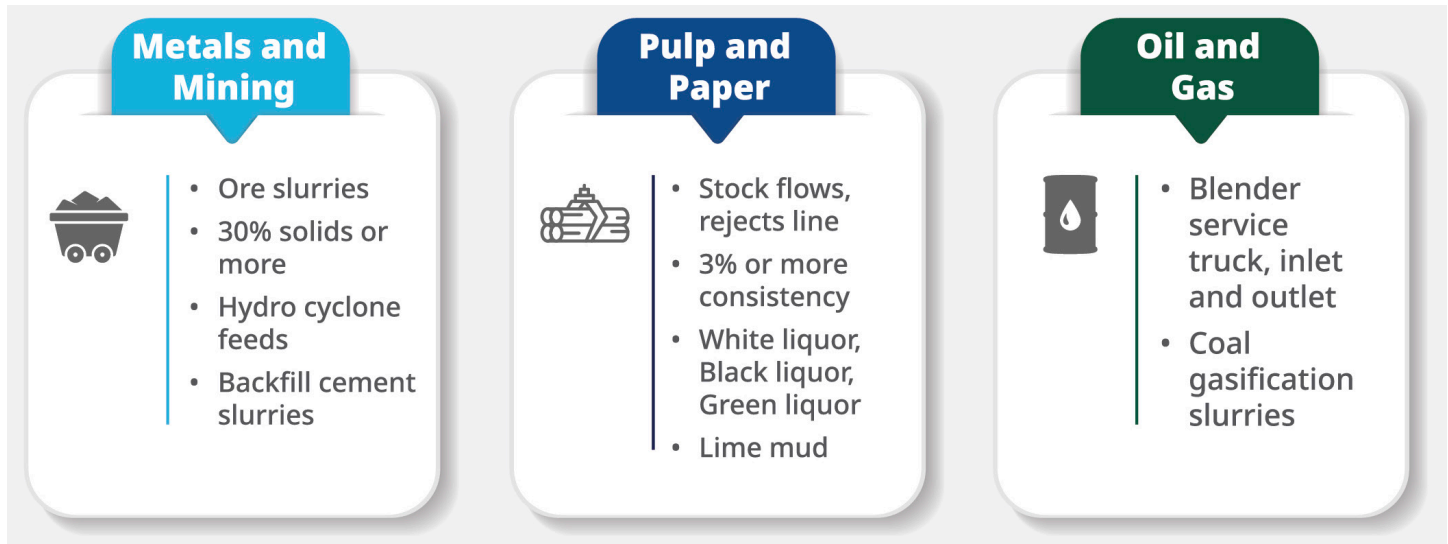 Metals and
Mining
• Ore slurries
• 30% solids or
more
• Hydro cyclone
feeds
• Backfill cement
slurries
Pulp and
Paper
• Stock flows,
rejects line
• 3% or more
consistency
• White liquor,
Black liquor,
Green liquor
• Lime mud
Oil and
Gas
• Blender
service
truck, inlet
and outlet
• Coal
gasification
slurries